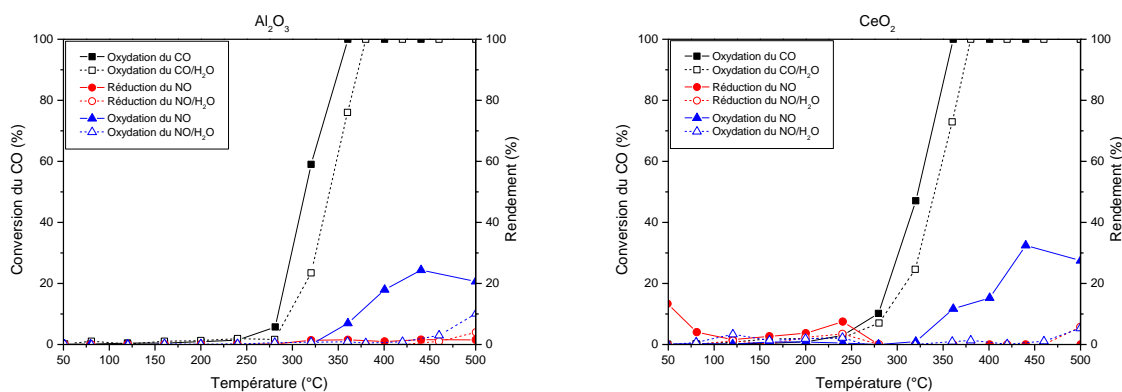 Al2O3
Conversion du CO (%)
100
80
60
40
20
0
Oxydation du CO
Oxydation du CO/H2O
Réduction du NO
Réduction du NO/H2O
Oxydation du NO
Oxydation du NO/H2O
100
80
60
40
20
0
Rendement (%)
50 100 150 200 250 300 350 400 450 500
Température (°C)
CeO2
Conversion du CO (%)
100
80
60
40
20
0
Oxydation du CO
Oxydation du CO/H2O
Réduction du NO
Réduction du NO/H2O
Oxydation du NO
Oxydation du NO/H2O
100
80
60
40
20
0
Rendement (%)
50 100 150 200 250 300 350 400 450 500
Température (°C)